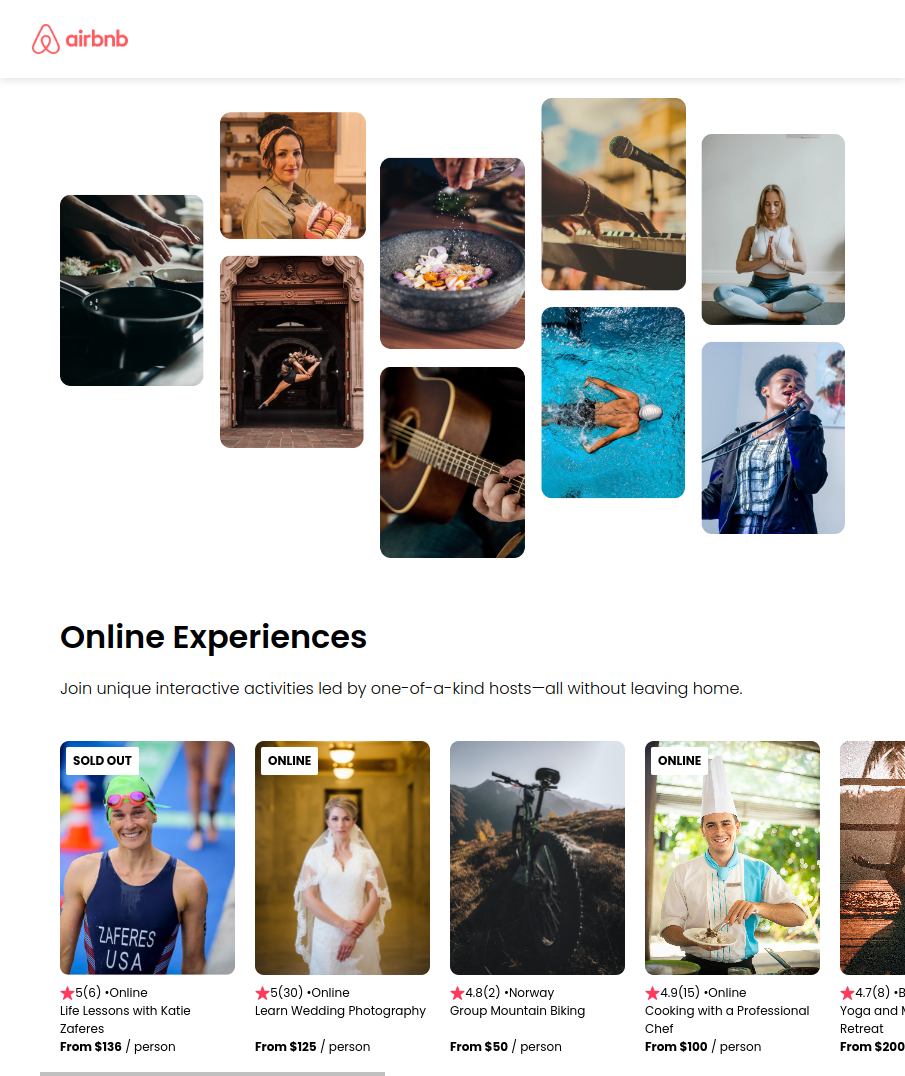 airbnb
Online Experiences
Join unique interactive activities led by one-of-a-kind hosts—all without leaving home.
SOLD OUT
ZAFERES
USA
5(6) •Online
Life Lessons with Katie
Zaferes
From $136 / person
ONLINE
5(30) •Online
Learn Wedding Photography
From $125 / person
4.8(2) •Norway
Group Mountain Biking
From $50 / person
ONLINE
4.9(15) •Online
Cooking with a Professional
Chef
From $100 / person
4.7(8) •
Yoga and
Retreat
From $200